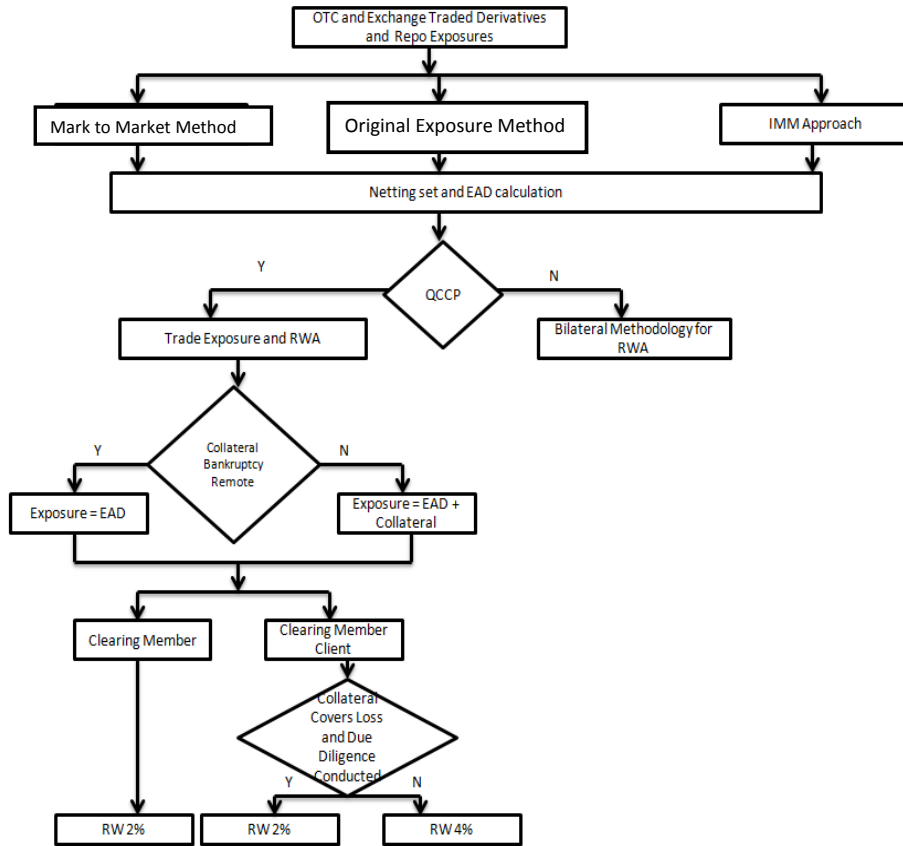 OTC and Exchange Traded Derivatives
and Repo Exposures
Mark to Market Method
Original Exposure Method
IMM Approach
Netting set and EAD calculation
Y
QCCP
N
Trade Exposure and RWA
Bilateral Methodology for
RWA
Y
Collateral
Bankruptcy
Remote
N
Exposure = EAD
Exposure = EAD +
Collateral
Clearing Member
Clearing Member
Client
Collateral
Covers Loss
and Due
Diligence
Conducted
Y
N
RW 2%
RW 2%
RW 4%